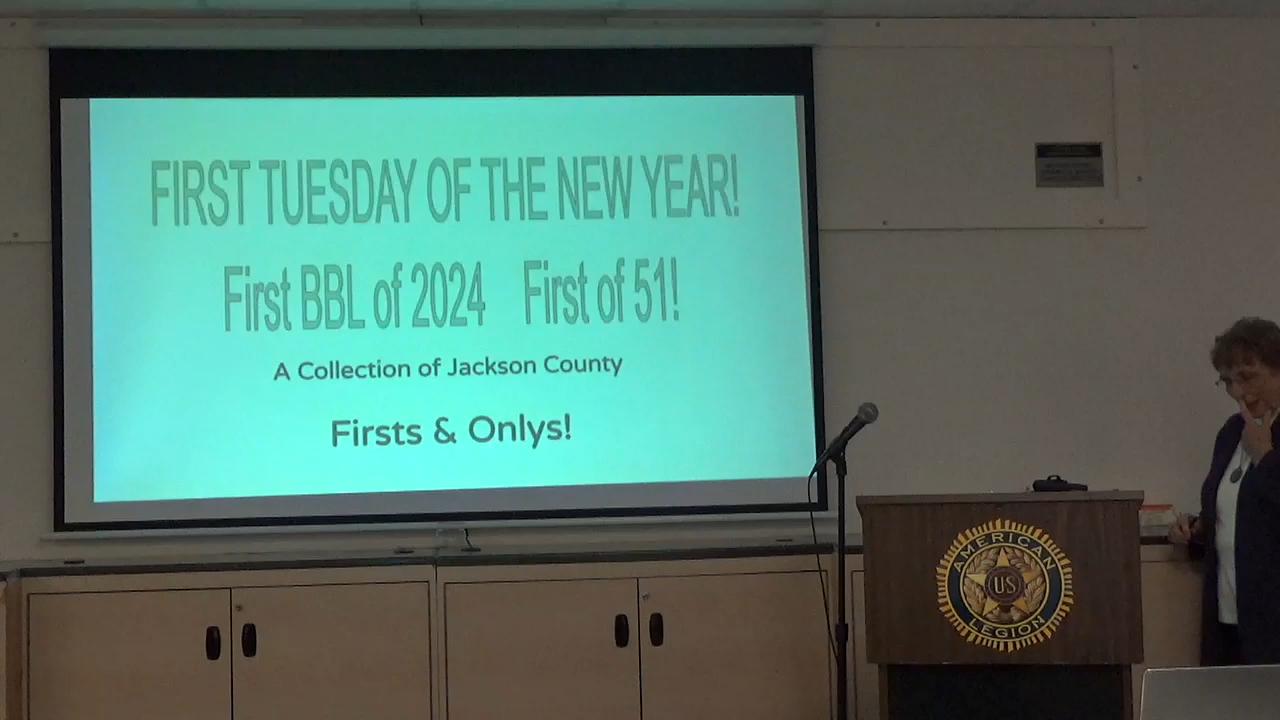 FIRST TUESDAY OF THE NEW YEAR!
First BBL of 2024 First of 51!
A Collection of Jackson County
Firsts & Onlys!
AMERICAN
US
LEGION